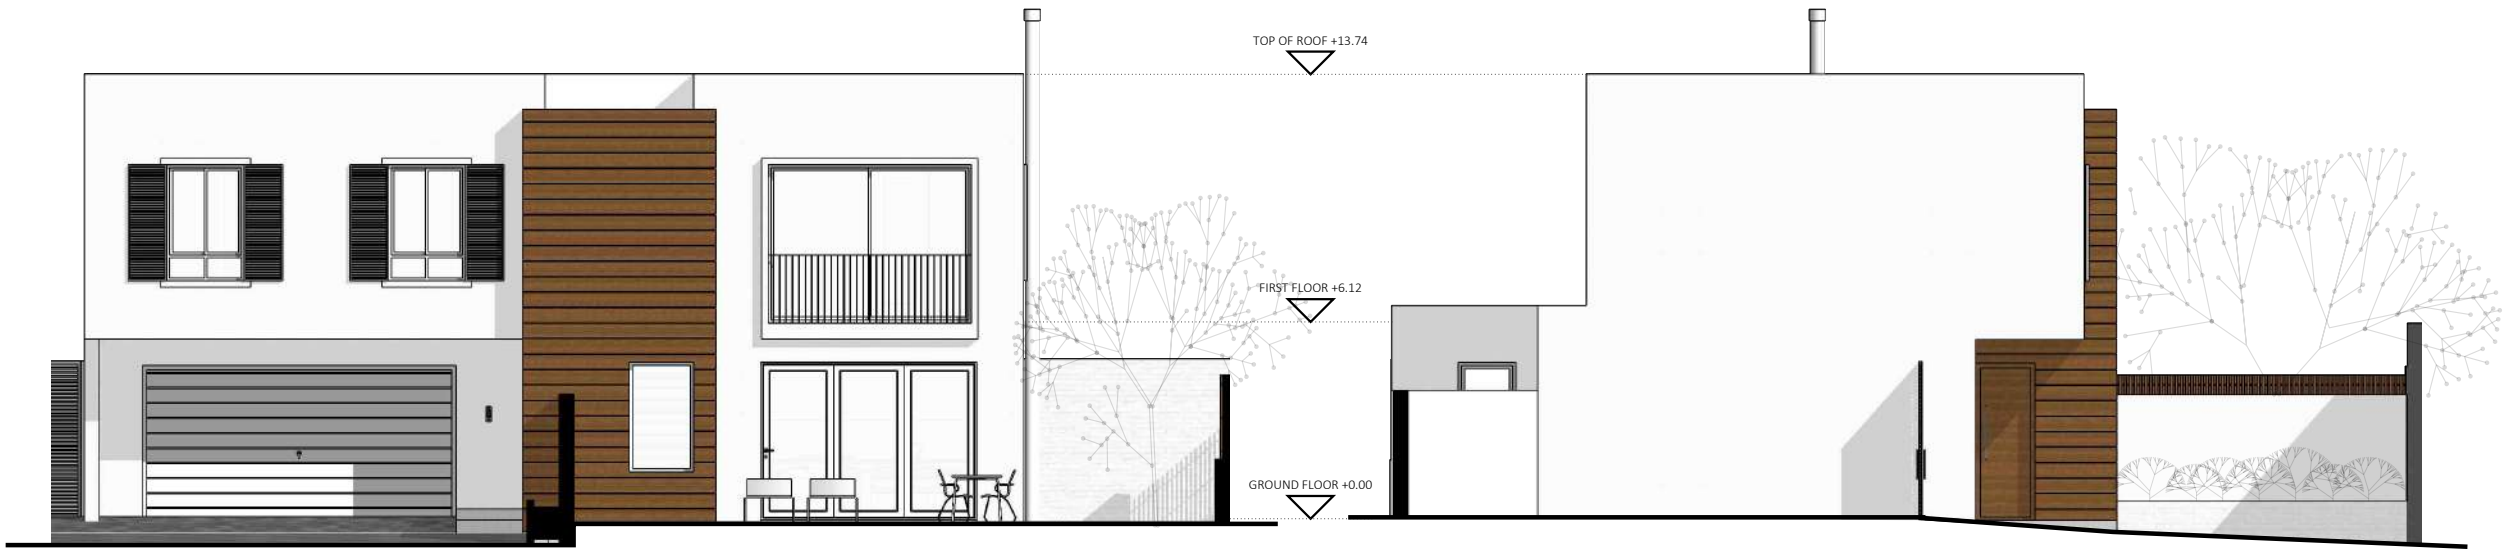 TOP OF ROOF +13.74
FIRST FLOOR +6.12
GROUND FLOOR +0.00